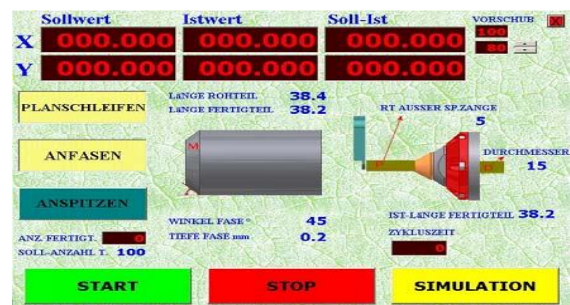 Sollwert Istwert Soll-Ist VORSCHUB X
X 000.000 000.000 000.000 100
80
Y 000.000 000.000 000.000
PLANSCHLEIFEN
LäNGE ROHTEIL 38.4
LäNGE FERTIGTEIL 38.2
RT AUSSER SP.ZANGE
5
ANFASEN
M
DURCHMESSER
15
ANSPITZEN
WINKEL FASE ° 45
TIEFE FASE mm 0.2
IST-LäNGE FERTIGTEIL 38.2
ZYKLUSZEIT
0
ANZ. FERTIGT. 0
SOLL-ANZAHL T. 100
START STOP SIMULATION